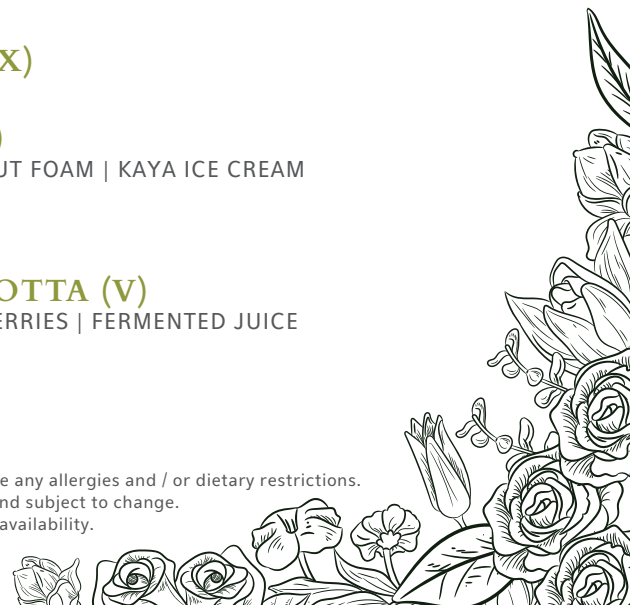 X)
)
UT FOAM | KAYA ICE CREAM
OTTA (V)
ERRIES | FERMENTED JUICE
e any allergies and / or dietary restrictions.
nd subject to change.
availability.